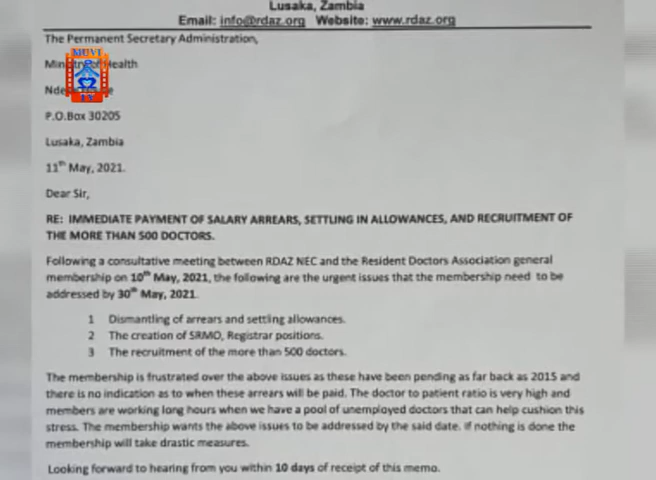 Lusaka, Zambia
Email: info@rdaz.org Website: www.rdaz.org
The Permanent Secretary Administration,
Ministry of Health
MUVI
TV
P.O.Box 30205
Lusaka, Zambia
11th May, 2021.
Dear Sir,
RE: IMMEDIATE PAYMENT OF SALARY ARREARS, SETTLING IN ALLOWANCES, AND RECRUITMENT OF
THE MORE THAN 500 DOCTORS.
Following a consultative meeting between RDAZ NEC and the Resident Doctors Association general
membership on 10th May, 2021, the following are the urgent issues that the membership need to be
addressed by 30th May, 2021.
1 Dismantling of arrears and settling allowances.
2 The creation of SRMO, Registrar positions.
3 The recruitment of the more than 500 doctors.
The membership is frustrated over the above issues as these have been pending as far back as 2015 and
there is no indication as to when these arrears will be paid. The doctor to patient ratio is very high and
members are working long hours when we have a pool of unemployed doctors that can help cushion this
stress. The membership wants the above issues to be addressed by the said date. If nothing is done the
membership will take drastic measures.
Looking forward to hearing from you within 10 days of receipt of this memo.